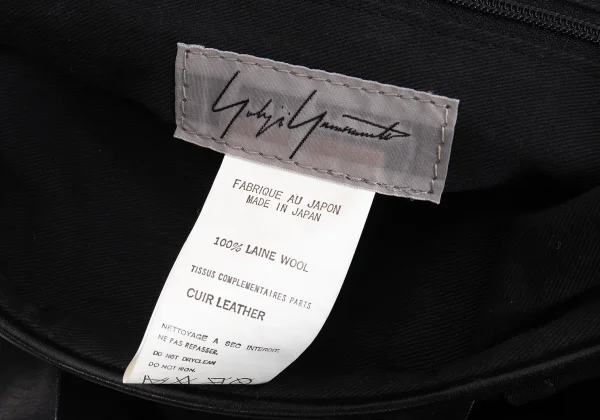 Yohji Yamamoto
FABRIQUE AU JAPON
MADE IN JAPAN
100% LAINE WOOL
TISSUS COMPLEMENTAIRES PARTS
CUIR LEATHER
NETTOYAGE A SEC INTERDIT.
NE PAS REPASSER.
DO NOT DRYCLEAN
DO NOT IRON.